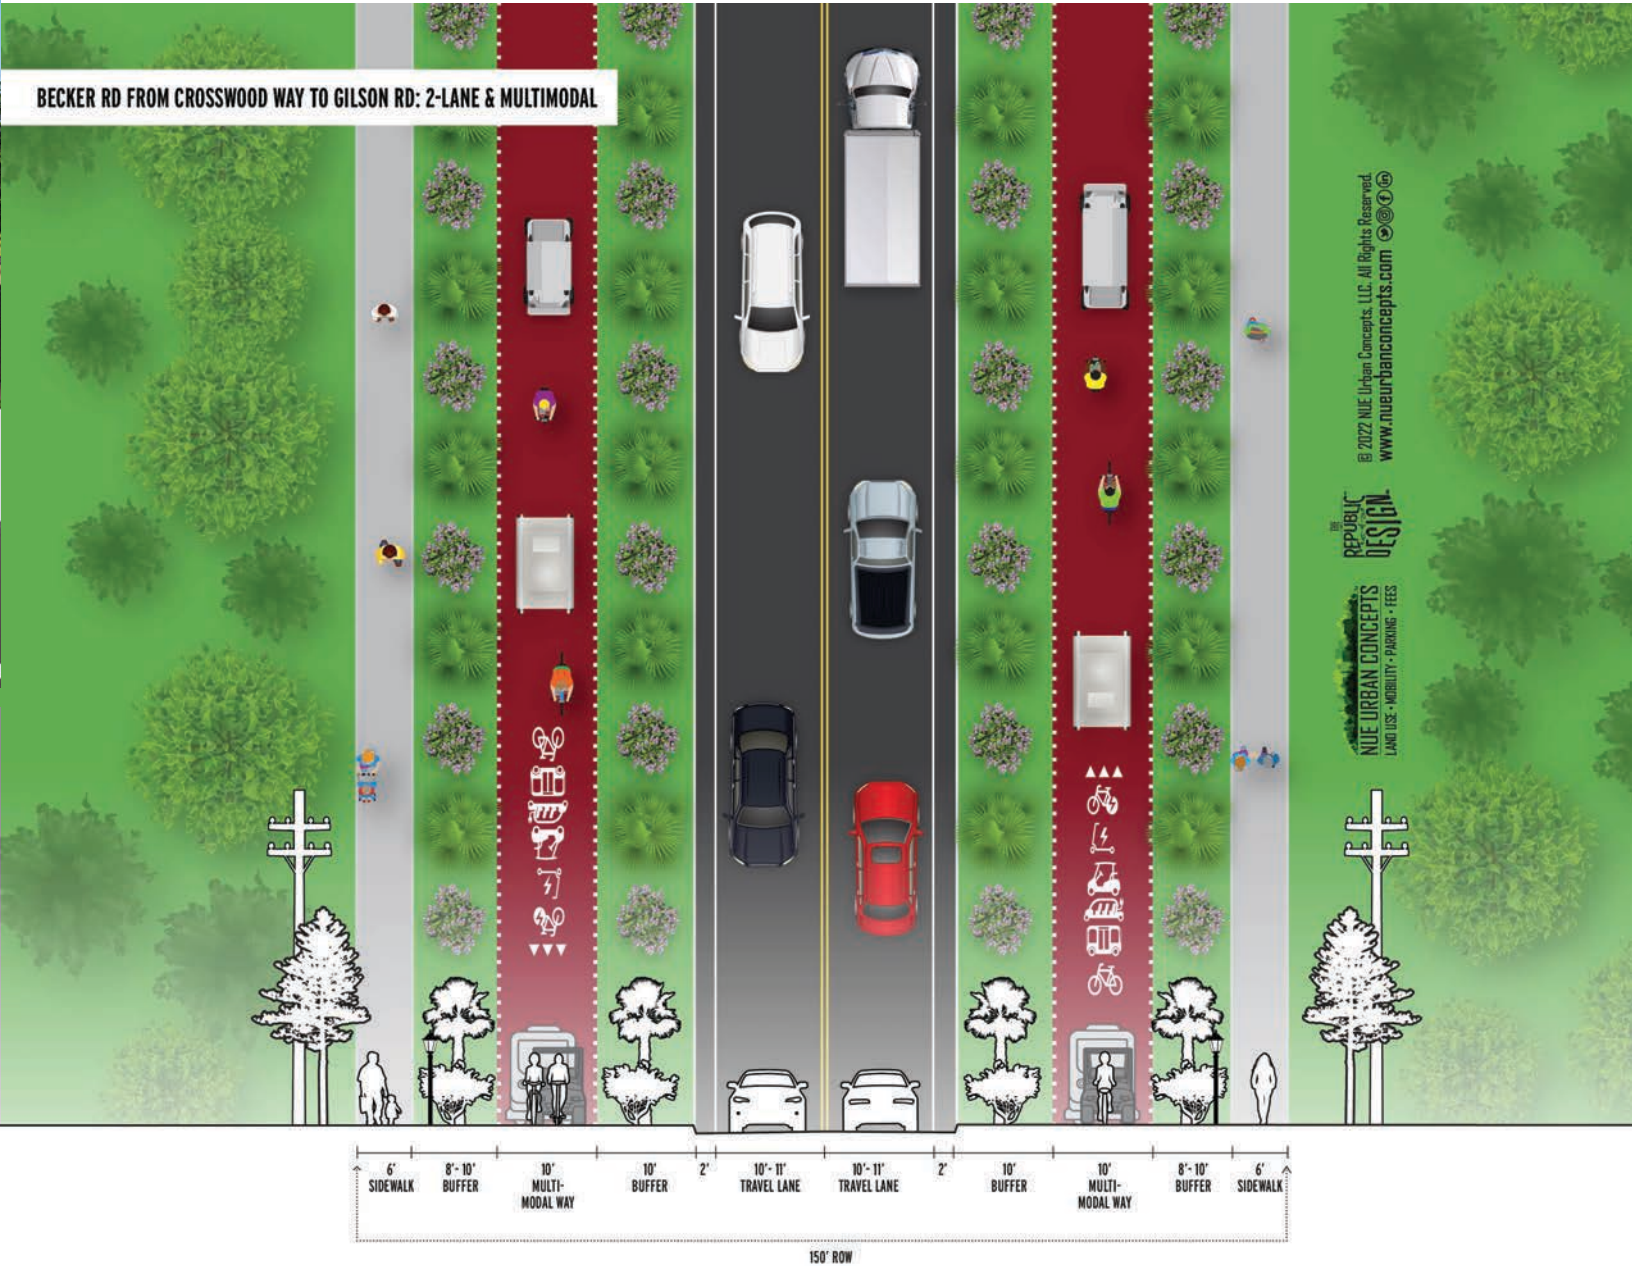 BECKER RD FROM CROSSWOOD WAY TO GILSON RD: 2-LANE & MULTIMODAL
© 2022 NUE Urban Concepts, LLC. All Rights Reserved.
www.nueurbanconcepts.com
THE
REPUBLIC
of
DESIGN
NUE URBAN CONCEPTS
LAND USE • MOBILITY • PARKING • FEES
6'
SIDEWALK
8'- 10'
BUFFER
10'
MULTI-
MODAL WAY
10'
BUFFER
2'
10'- 11'
TRAVEL LANE
10'- 11'
TRAVEL LANE
2'
10'
BUFFER
10'
MULTI-
MODAL WAY
8'- 10'
BUFFER
6'
SIDEWALK
150' ROW